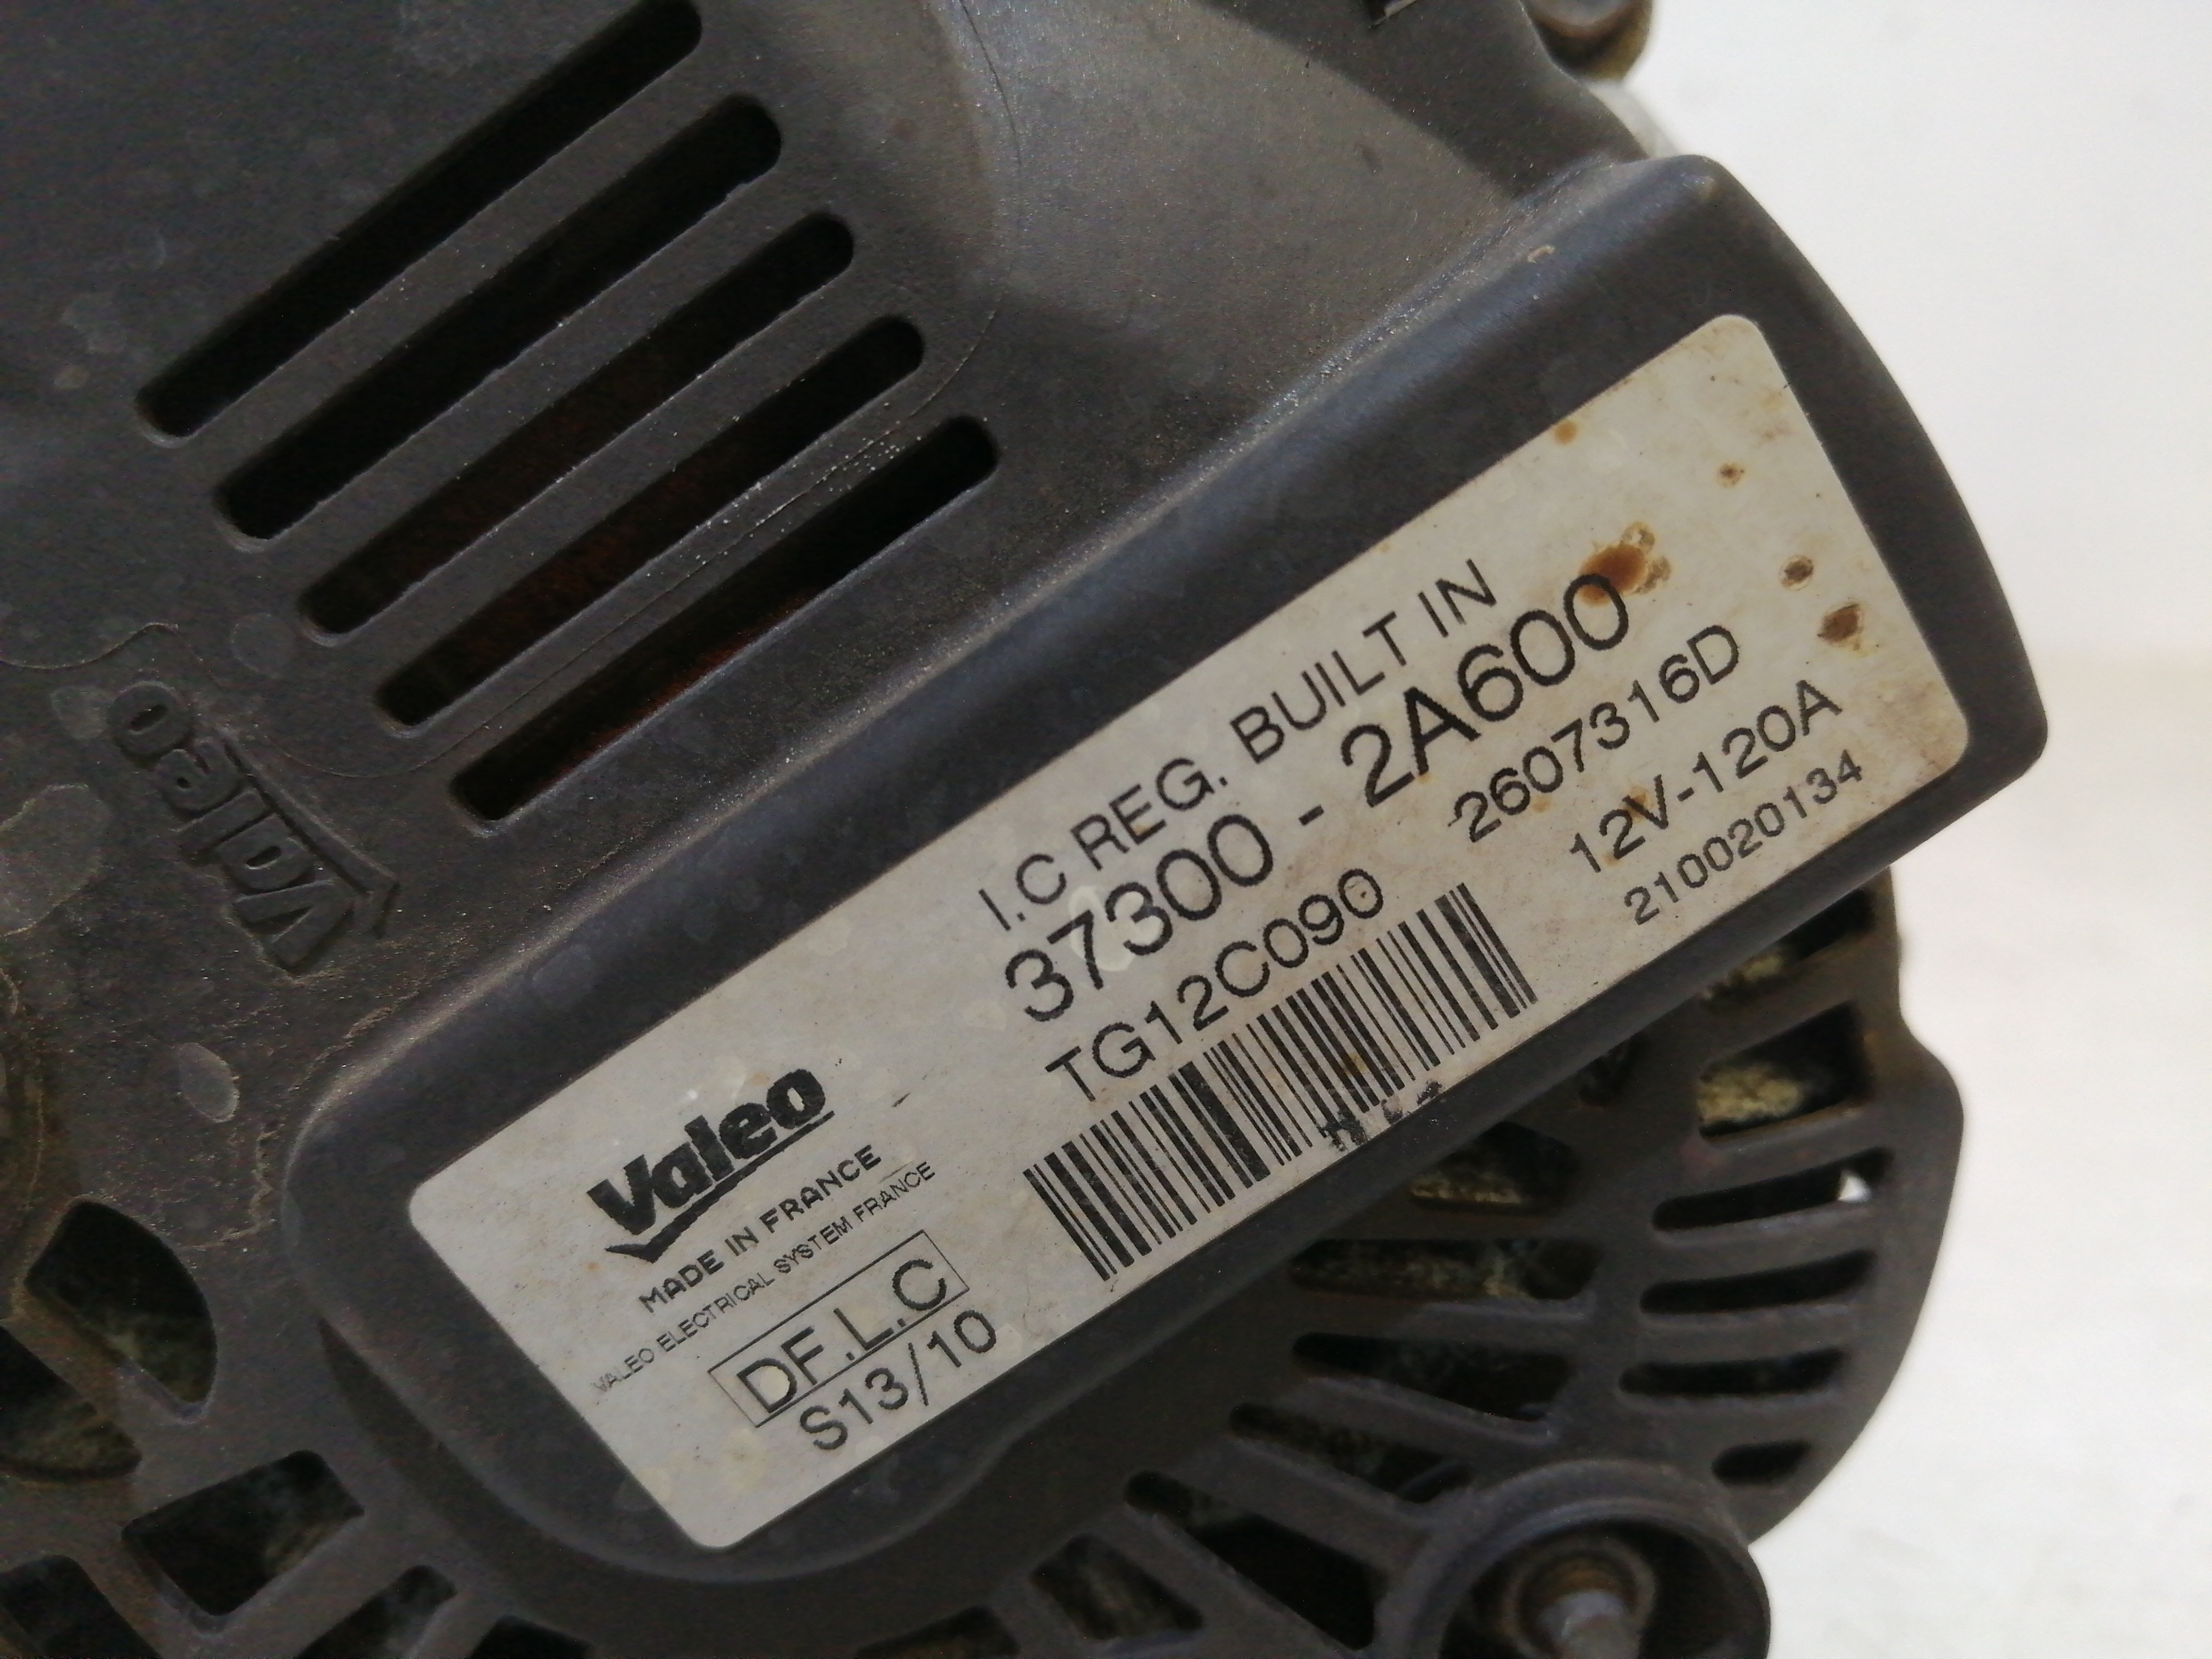 Valeo
I.C REG. BUILT IN
37300 - 2A600
TG12C090 2607316D
12V-120A
210020134
Valeo
MADE IN FRANCE
VALEO ELECTRICAL SYSTEM FRANCE
DF.L.C
S13/10